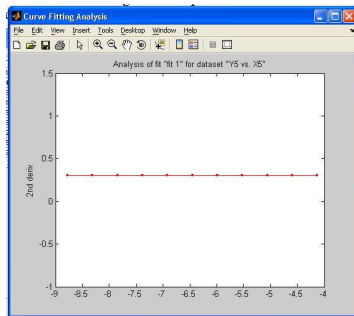 Curve Fitting Analysis
File Edit View Insert Tools Desktop Window Help
Analysis of fit "fit 1" for dataset "Y5 vs. X5"
1.5
1
0.5
0
-0.5
-1
2nd deriv
-9 -8.5 -8 -7.5 -7 -6.5 -6 -5.5 -5 -4.5 -4